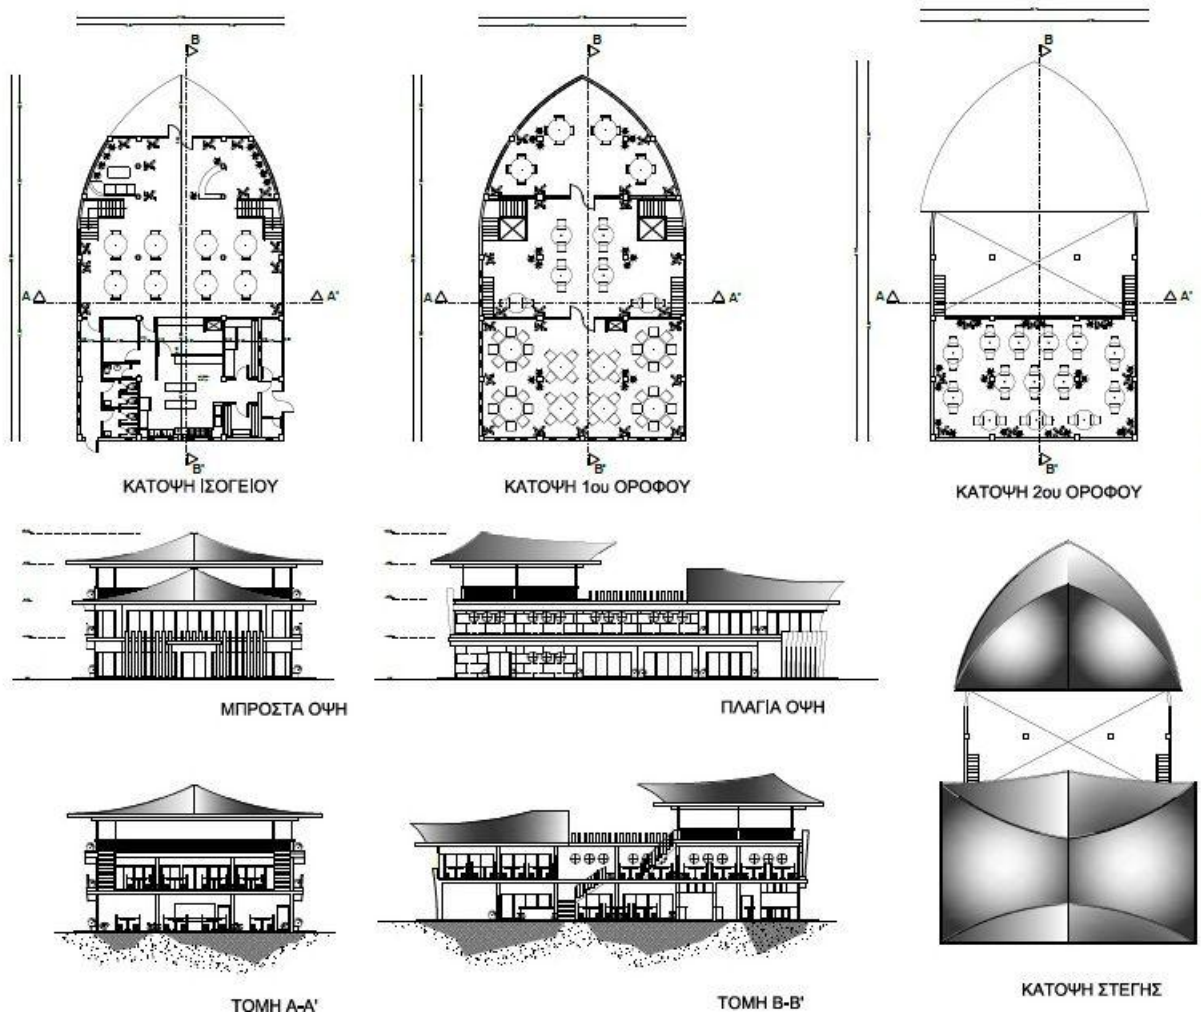 B
B
B
A
A"
A
A"
A
A"
B"
B"
B"
ΚΑΤΟΨΗ ΙΣΟΓΕΙΟΥ
ΚΑΤΟΨΗ 1ου ΟΡΟΦΟΥ
ΚΑΤΟΨΗ 2ου ΟΡΟΦΟΥ
ΜΠΡΟΣΤΑ ΟΨΗ
ΠΛΑΓΙΑ ΟΨΗ
ΤΟΜΗ Α-Α'
ΤΟΜΗ Β-Β'
ΚΑΤΟΨΗ ΣΤΕΓΗΣ